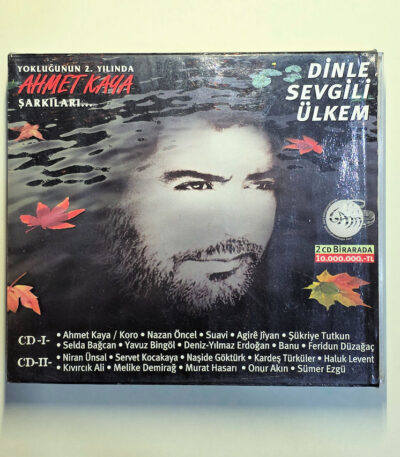 YOKLUĞUNUN 2. YILINDA
AHMET KAYA
ŞARKILARI...
DİNLE
SEVGİLİ
ÜLKEM
2 CD BİRARADA
10.000.000.-TL
CD -I- • Ahmet Kaya / Koro • Nazan Öncel • Suavi • Agirê Jîyan • Şükriye Tutkun
• Selda Bağcan • Yavuz Bingöl • Deniz-Yılmaz Erdoğan • Banu • Feridun Düzağaç
CD -II- • Niran Ünsal • Servet Kocakaya • Naşide Göktürk • Kardeş Türküler • Haluk Levent
• Kıvırcık Ali • Melike Demirağ • Murat Hasarı • Onur Akın • Sümer Ezgü